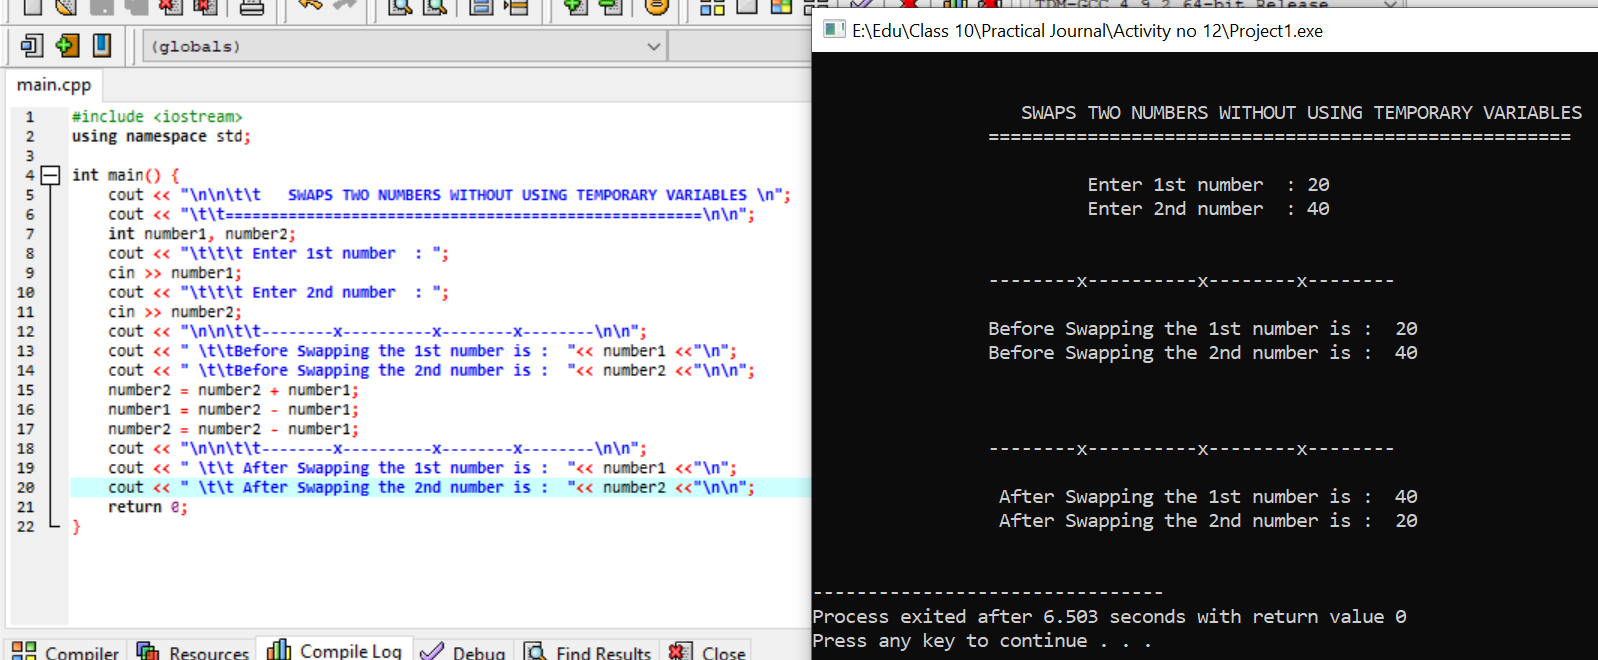 TDM-GCC 4.9.2 64-bit Release
(globals)
main.cpp
1 #include <iostream>
2 using namespace std;
3
4 int main() {
5 cout << "\n\n\t\t   SWAPS TWO NUMBERS WITHOUT USING TEMPORARY VARIABLES \n";
6 cout << "\t\t=====================================================\n\n";
7 int number1, number2;
8 cout << "\t\t\t Enter 1st number  : ";
9 cin >> number1;
10 cout << "\t\t\t Enter 2nd number  : ";
11 cin >> number2;
12 cout << "\n\n\t\t--------x----------x--------x--------\n\n";
13 cout << " \t\tBefore Swapping the 1st number is :  "<< number1 <<"\n";
14 cout << " \t\tBefore Swapping the 2nd number is :  "<< number2 <<"\n\n";
15 number2 = number2 + number1;
16 number1 = number2 - number1;
17 number2 = number2 - number1;
18 cout << "\n\n\t\t--------x----------x--------x--------\n\n";
19 cout << " \t\t After Swapping the 1st number is :  "<< number1 <<"\n";
20 cout << " \t\t After Swapping the 2nd number is :  "<< number2 <<"\n\n";
21 return 0;
22 }
Compiler Resources Compile Log Debug Find Results Close
E:\Edu\Class 10\Practical Journal\Activity no 12\Project1.exe
SWAPS TWO NUMBERS WITHOUT USING TEMPORARY VARIABLES
=====================================================
Enter 1st number  : 20
Enter 2nd number  : 40
--------x----------x--------x--------
Before Swapping the 1st number is :  20
Before Swapping the 2nd number is :  40
--------x----------x--------x--------
After Swapping the 1st number is :  40
After Swapping the 2nd number is :  20
--------------------------------
Process exited after 6.503 seconds with return value 0
Press any key to continue . . .